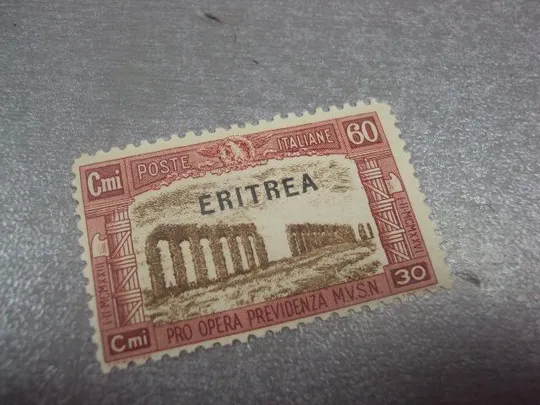 Cmi POSTE ITALIANE 60
ERITREA
Cmi PRO OPERA PREVIDENZA M.V.S.N. 30